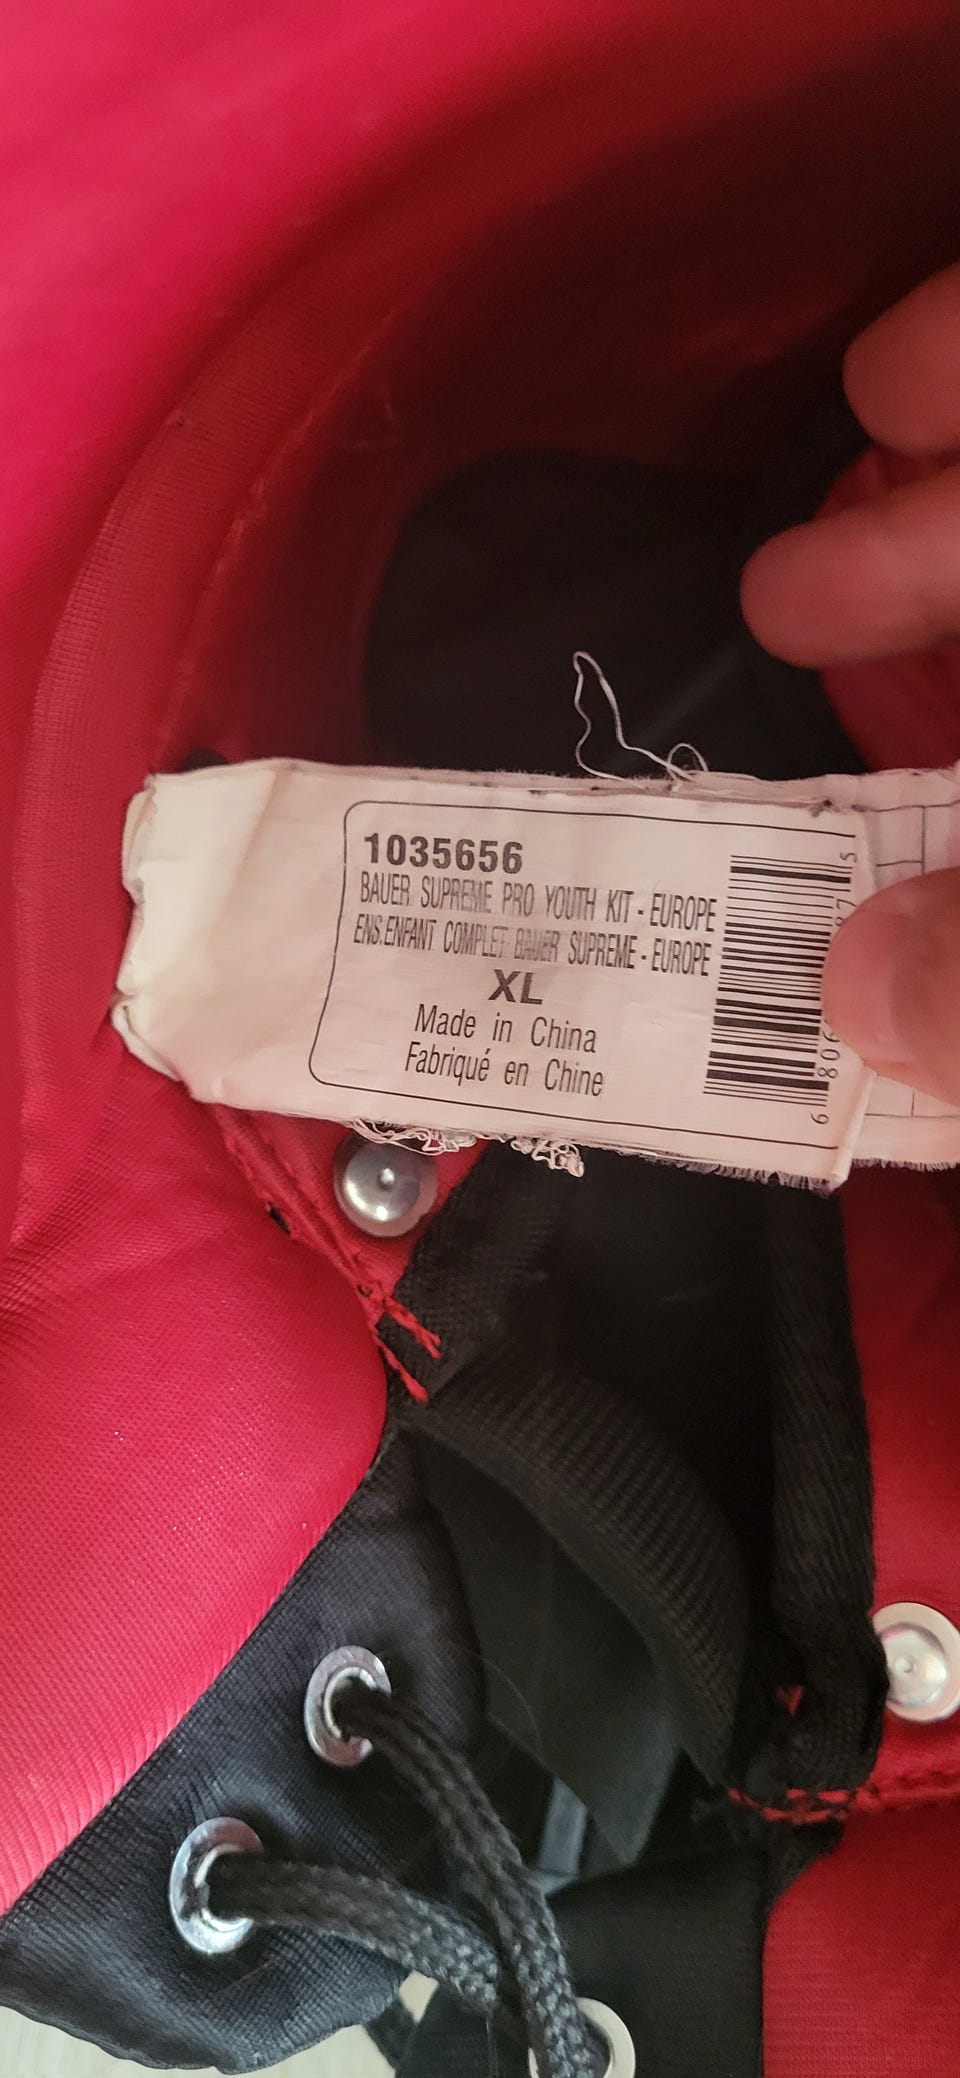 1035656
BAUER SUPREME PRO YOUTH KIT - EUROPE
ENS.ENFANT COMPLET BAUER SUPREME - EUROPE
XL
Made in China
Fabriqué en Chine